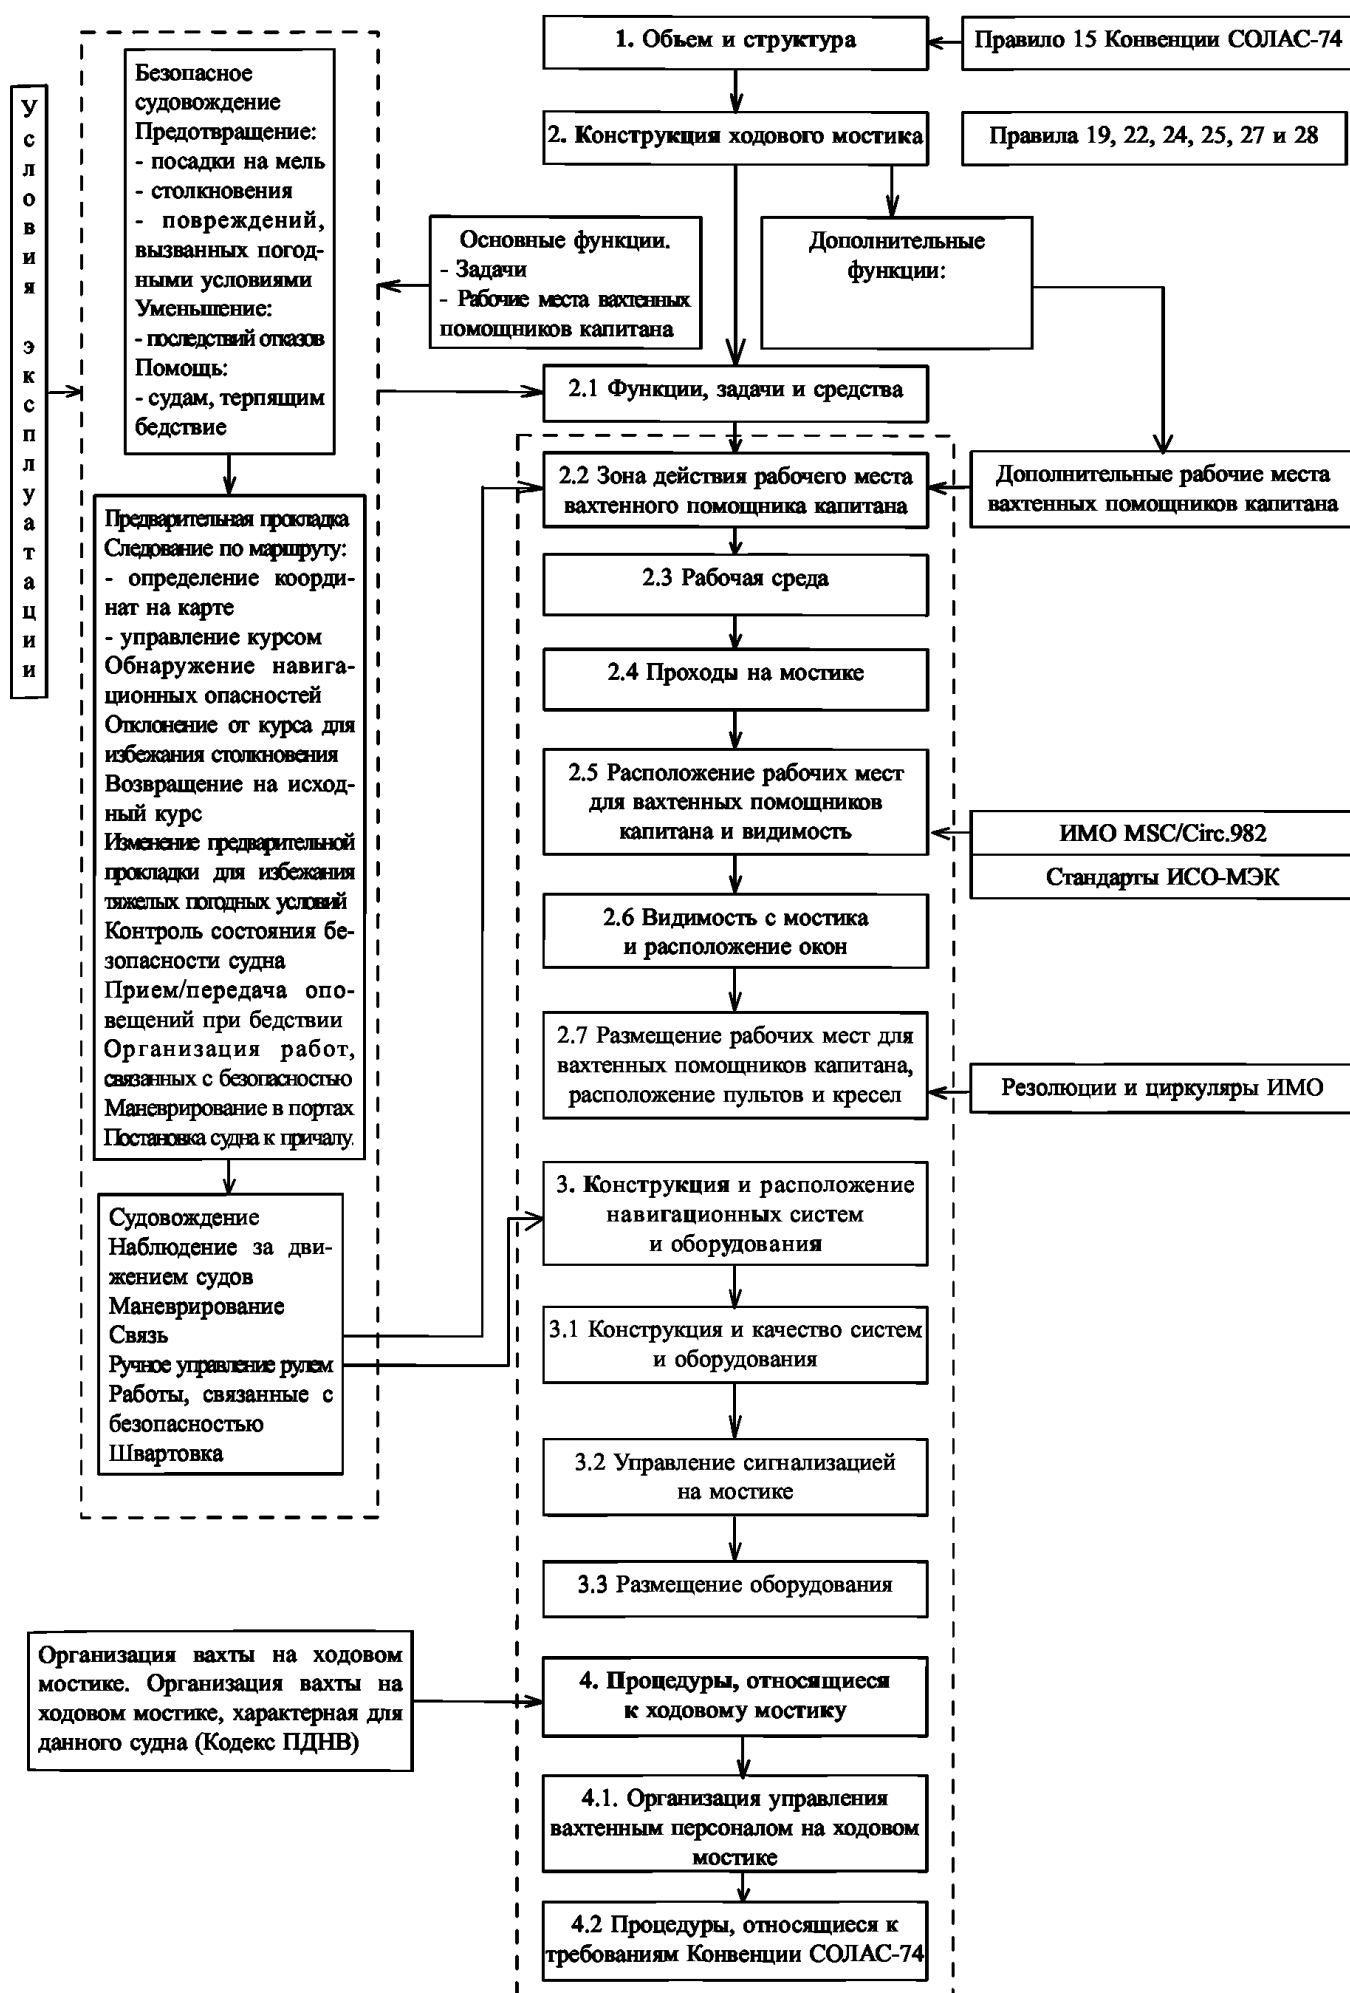 Условия эксплуатации
Безопасное
судовождение
Предотвращение:
- посадки на мель
- столкновения
- повреждений,
вызванных погод-
ными условиями
Уменьшение:
- последствий отказов
Помощь:
- судам, терпящим
бедствие
Предварительная прокладка
Следование по маршруту:
- определение коорди-
нат на карте
- управление курсом
Обнаружение навига-
ционных опасностей
Отклонение от курса для
избежания столкновения
Возвращение на исход-
ный курс
Изменение предварительной
прокладки для избежания
тяжелых погодных условий
Контроль состояния бе-
зопасности судна
Прием/передача опо-
вещений при бедствии
Организация работ,
связанных с безопасностью
Маневрирование в портах
Постановка судна к причалу.
Судовождение
Наблюдение за дви-
жением судов
Маневрирование
Связь
Ручное управление рулем
Работы, связанные с
безопасностью
Швартовка
Организация вахты на ходовом
мостике. Организация вахты на
ходовом мостике, характерная для
данного судна (Кодекс ПДНВ)
Основные функции.
- Задачи
- Рабочие места вахтенных
помощников капитана
1. Объем и структура
2. Конструкция ходового мостика
2.1 Функции, задачи и средства
2.2 Зона действия рабочего места
вахтенного помощника капитана
2.3 Рабочая среда
2.4 Проходы на мостике
2.5 Расположение рабочих мест
для вахтенных помощников
капитана и видимость
2.6 Видимость с мостика
и расположение окон
2.7 Размещение рабочих мест для
вахтенных помощников капитана,
расположение пультов и кресел
3. Конструкция и расположение
навигационных систем
и оборудования
3.1 Конструкция и качество систем
и оборудования
3.2 Управление сигнализацией
на мостике
3.3 Размещение оборудования
4. Процедуры, относящиеся
к ходовому мостику
4.1. Организация управления
вахтенным персоналом на ходовом
мостике
4.2 Процедуры, относящиеся к
требованиям Конвенции СОЛАС-74
Правило 15 Конвенции СОЛАС-74
Правила 19, 22, 24, 25, 27 и 28
Дополнительные
функции:
Дополнительные рабочие места
вахтенных помощников капитана
ИМО MSC/Circ.982
Стандарты ИСО-МЭК
Резолюции и циркуляры ИМО